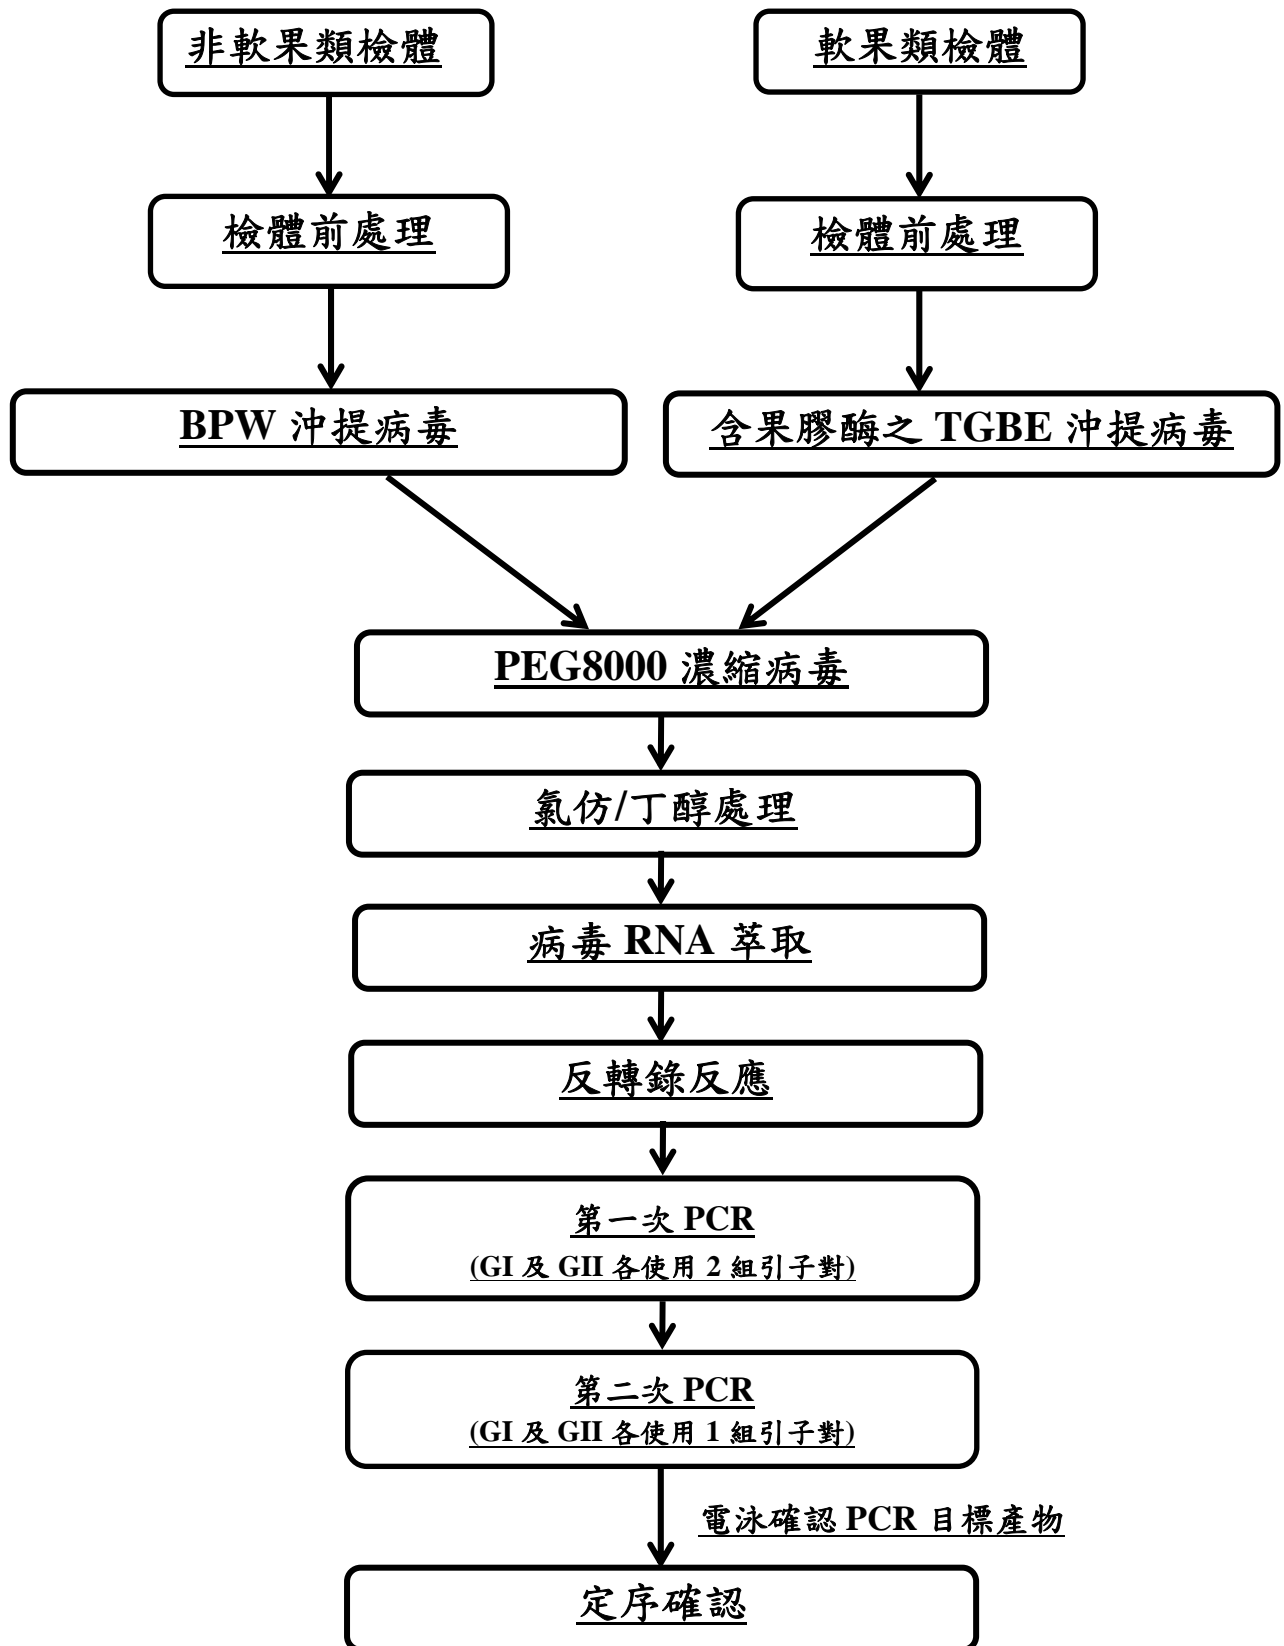 非軟果類檢體
軟果類檢體
檢體前處理
檢體前處理
BPW 沖提病毒
含果膠酶之 TGBE 沖提病毒
PEG8000 濃縮病毒
氯仿/丁醇處理
病毒 RNA 萃取
反轉錄反應
第一次 PCR
(GI 及 GII 各使用 2 組引子對)
第二次 PCR
(GI 及 GII 各使用 1 組引子對)
電泳確認 PCR 目標產物
定序確認